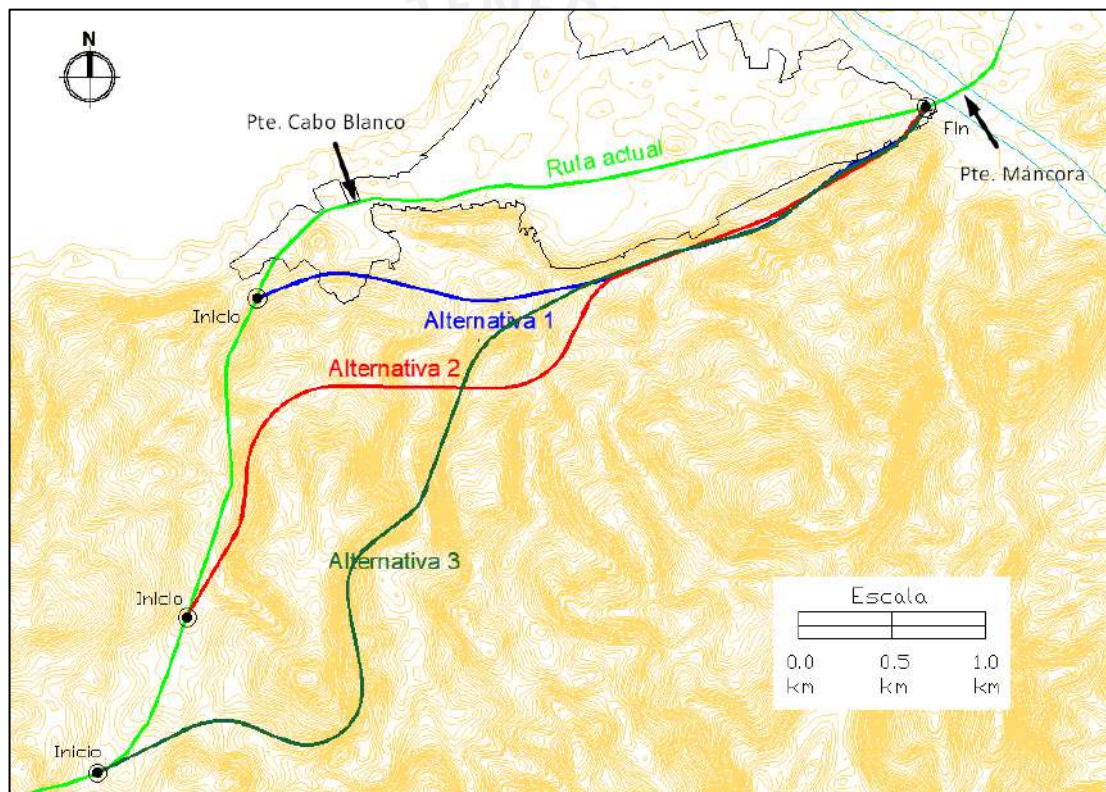 N
Pte. Cabo Blanco
Ruta actual
Fin
Pte. Máncora
Inicio
Alternativa 1
Alternativa 2
Alternativa 3
Inicio
Escala
0.0 0.5 1.0
km km km
Inicio